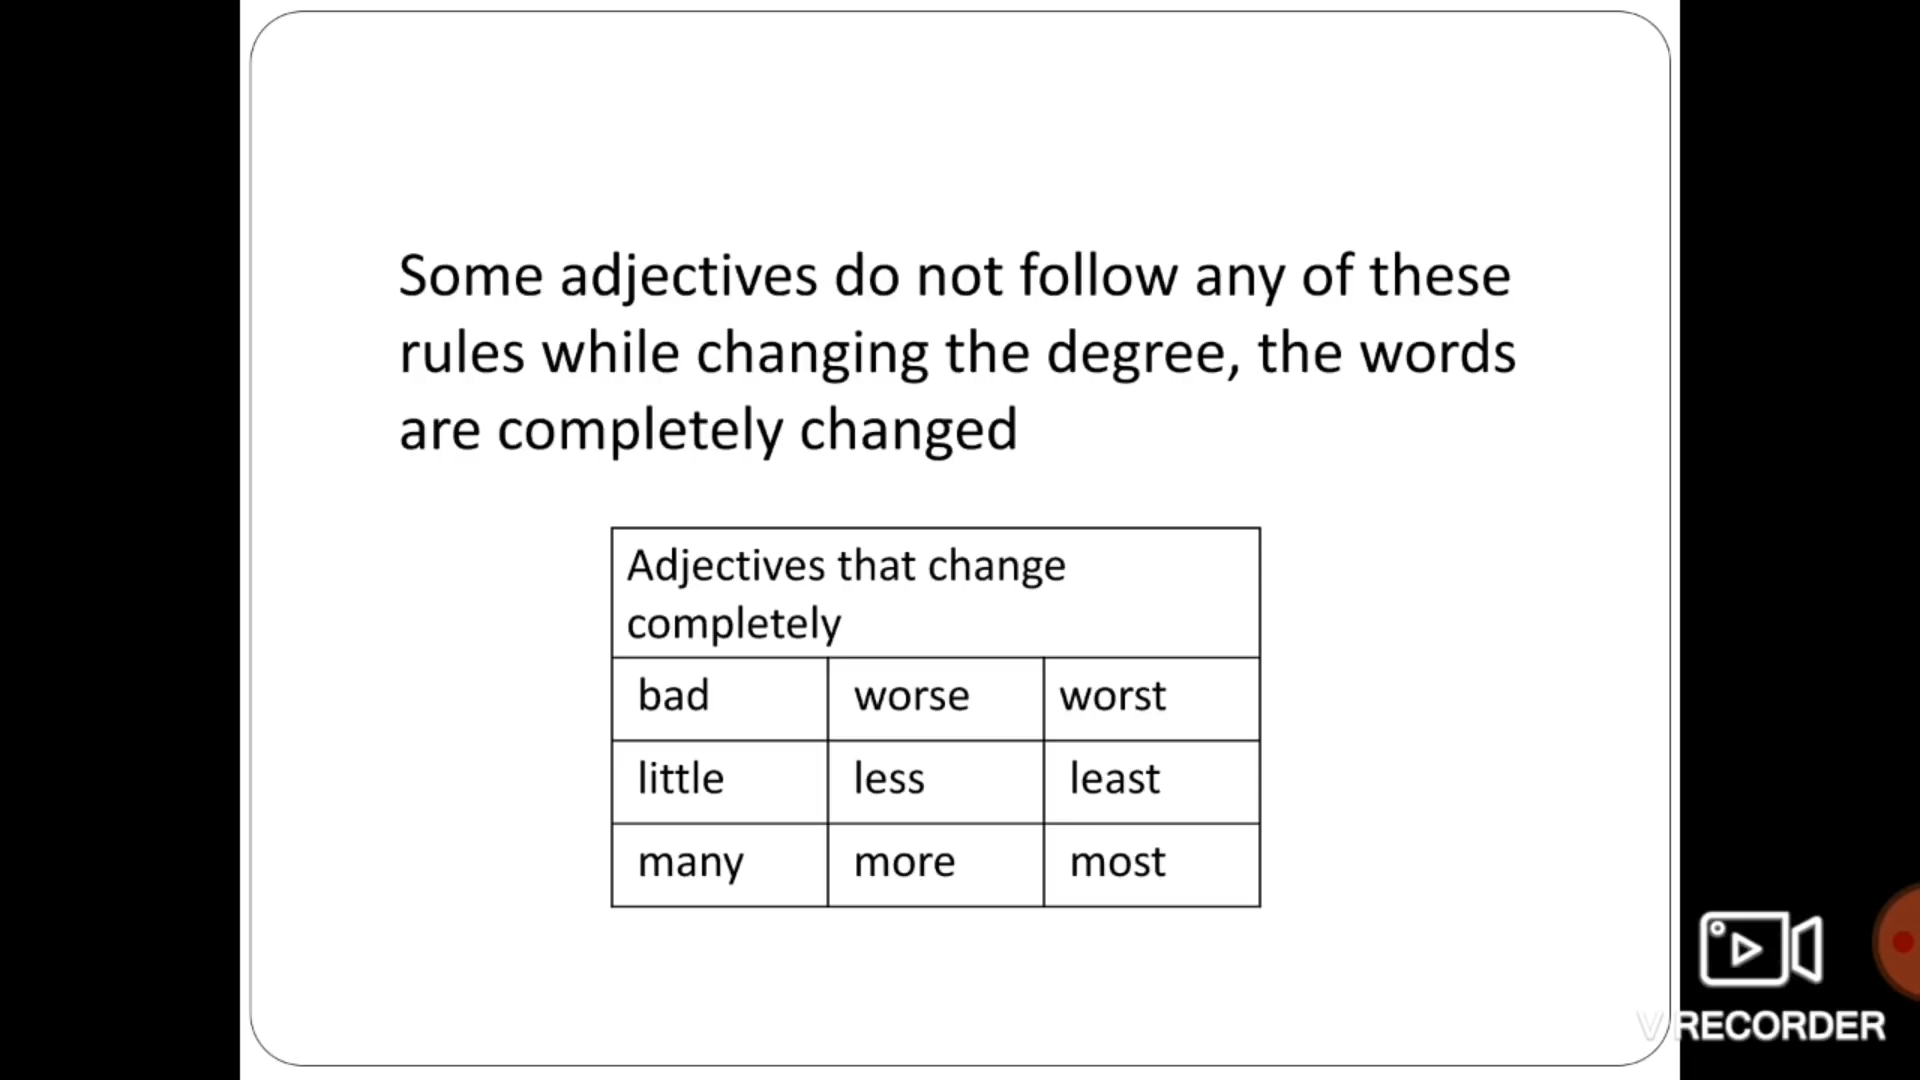 Some adjectives do not follow any of these
rules while changing the degree, the words
are completely changed
Adjectives that change
completely
bad worse worst
little less least
many more most
V RECORDER